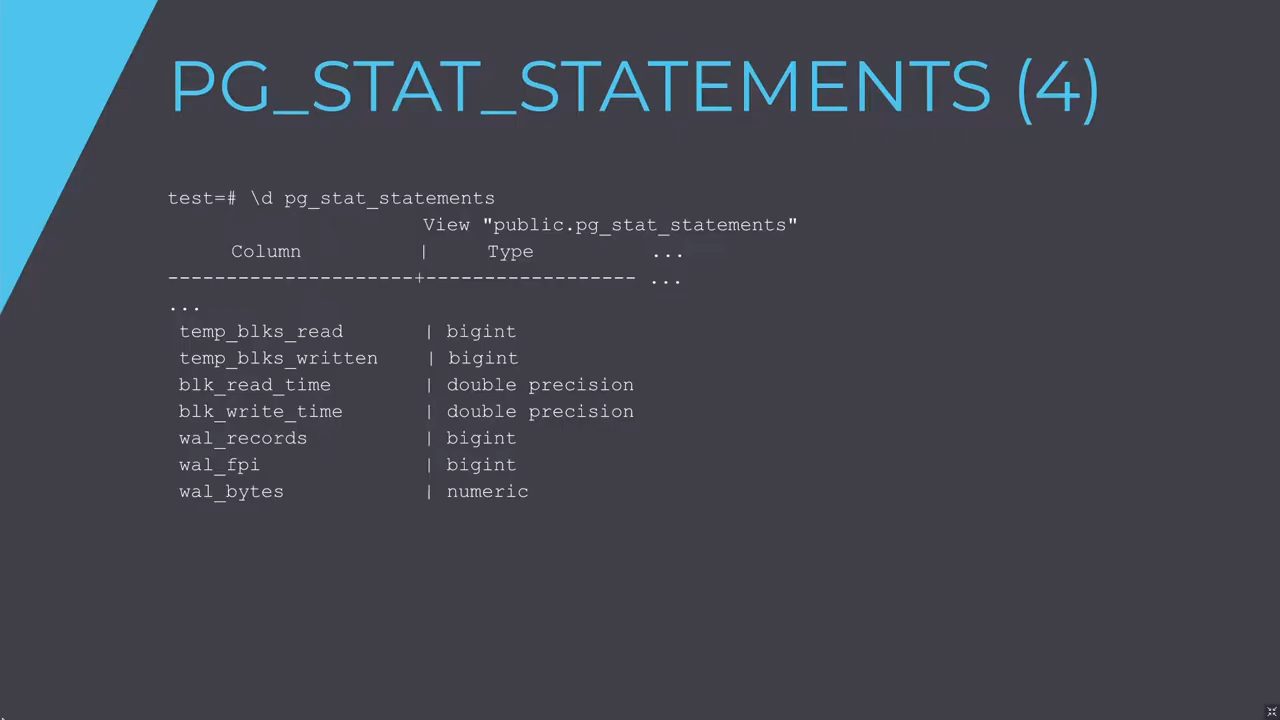 PG_STAT_STATEMENTS (4)
test=# \d pg_stat_statements
                      View "public.pg_stat_statements"
      Column          |     Type          ...
---------------------+------------------ ...
...
 temp_blks_read       | bigint
 temp_blks_written    | bigint
 blk_read_time        | double precision
 blk_write_time       | double precision
 wal_records          | bigint
 wal_fpi              | bigint
 wal_bytes            | numeric